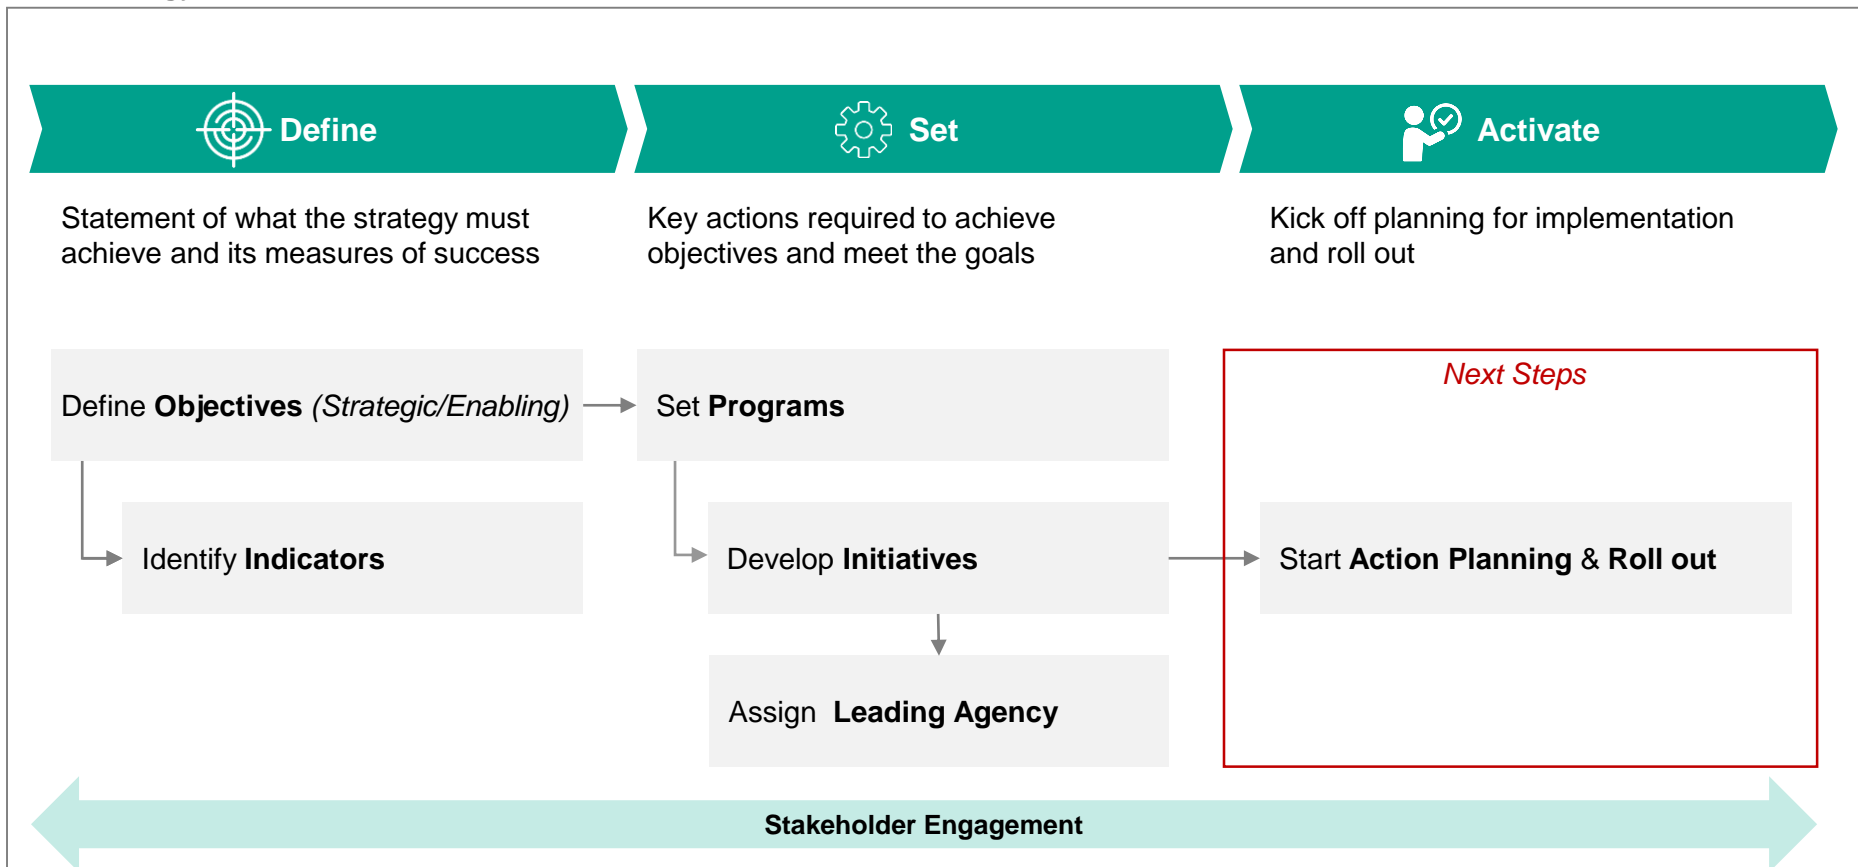 Define
Set
Activate
Statement of what the strategy must
achieve and its measures of success
Key actions required to achieve
objectives and meet the goals
Kick off planning for implementation
and roll out
Next Steps
Define Objectives (Strategic/Enabling)
Set Programs
Identify Indicators
Develop Initiatives
Start Action Planning & Roll out
Assign Leading Agency
Stakeholder Engagement